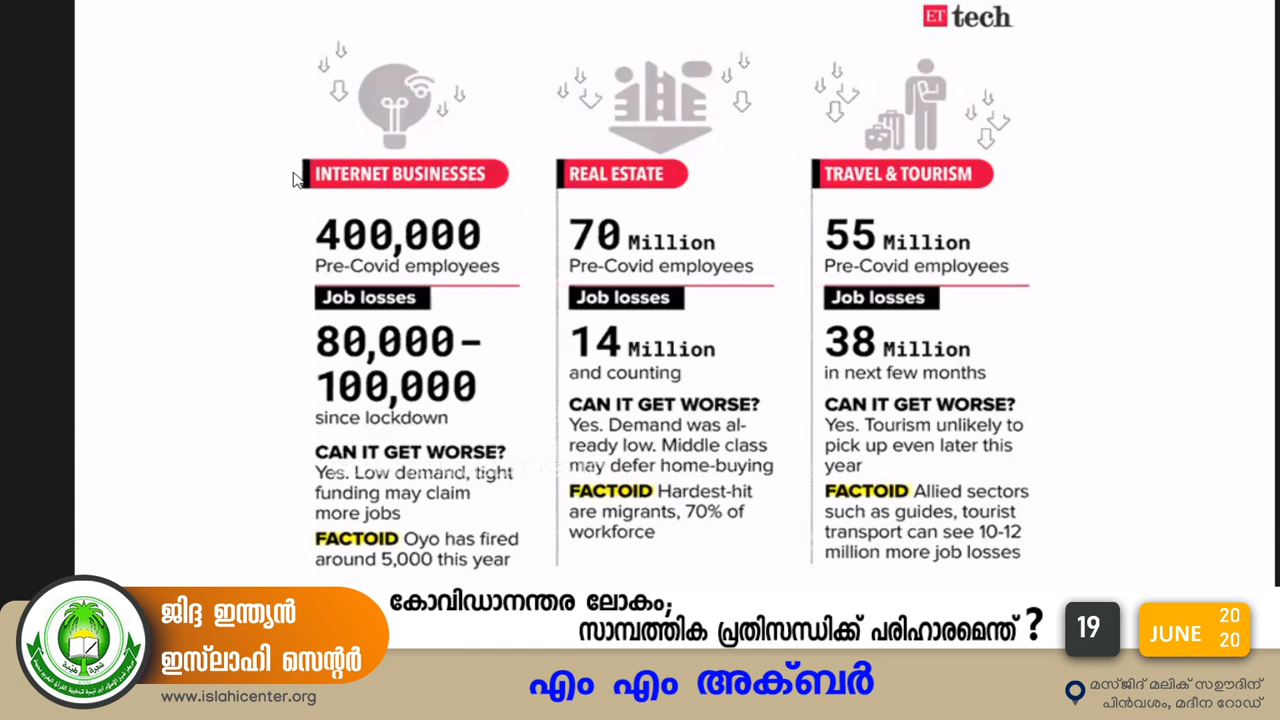 ET tech
INTERNET BUSINESSES
400,000
Pre-Covid employees
Job losses
80,000–
100,000
since lockdown
CAN IT GET WORSE?
Yes. Low demand, tight
funding may claim
more jobs
FACTOID Oyo has fired
around 5,000 this year
REAL ESTATE
70 Million
Pre-Covid employees
Job losses
14 Million
and counting
CAN IT GET WORSE?
Yes. Demand was al-
ready low. Middle class
may defer home-buying
FACTOID Hardest-hit
are migrants, 70% of
workforce
TRAVEL & TOURISM
55 Million
Pre-Covid employees
Job losses
38 Million
in next few months
CAN IT GET WORSE?
Yes. Tourism unlikely to
pick up even later this
year
FACTOID Allied sectors
such as guides, tourist
transport can see 10-12
million more job losses
ജിദ്ദ ഇന്ത്യൻ
ഇസ്‌ലാഹി സെന്റർ
www.islahicenter.org
കോവിഡാനന്തര ലോകം;
സാമ്പത്തിക പ്രതിസന്ധിക്ക് പരിഹാരമെന്ത് ?
എം എം അക്ബർ
19
JUNE
20
20
മസ്ജിദ് മലിക് സഊദിന്
പിൻവശം, മദീന റോഡ്